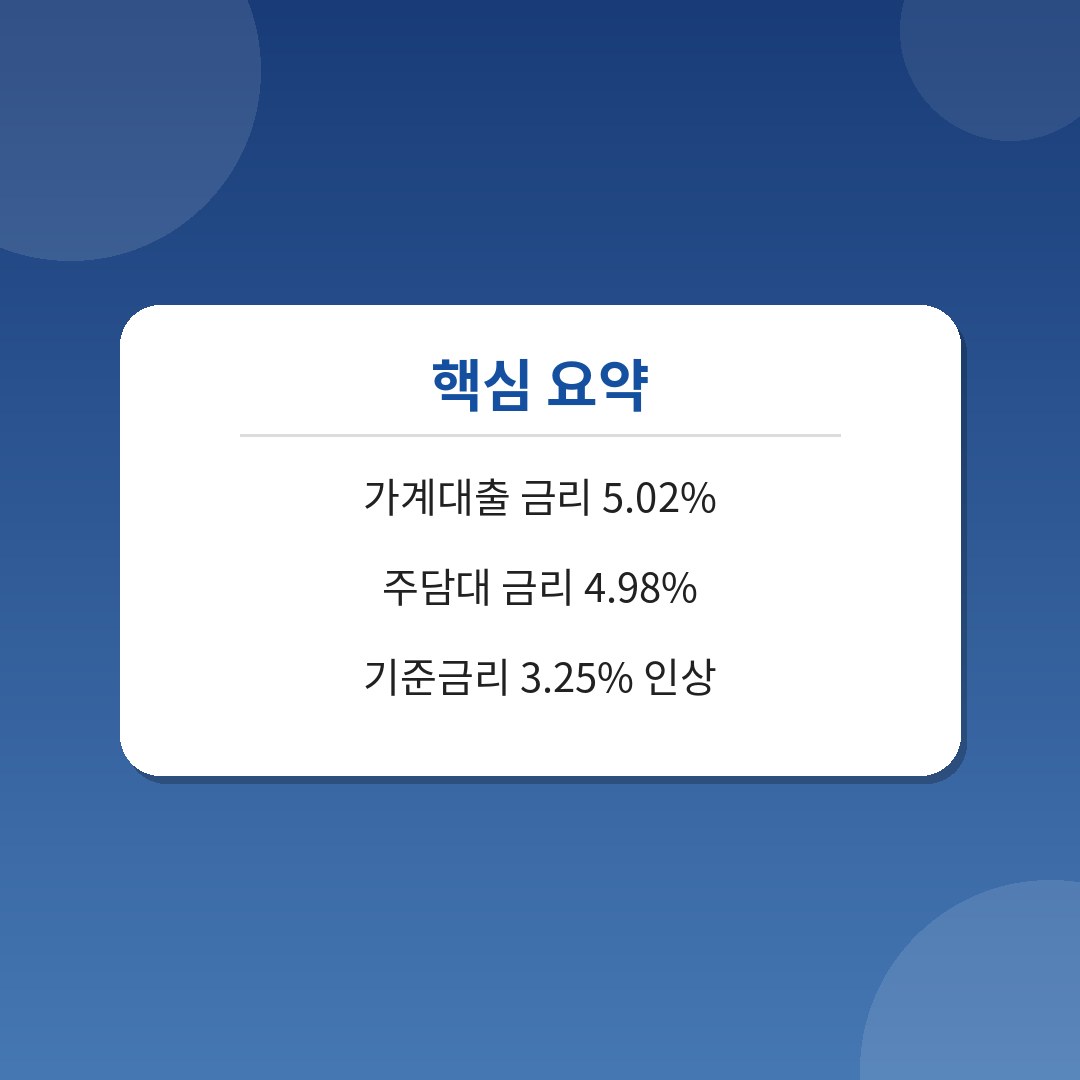 핵심 요약
가계대출 금리 5.02%
주담대 금리 4.98%
기준금리 3.25% 인상